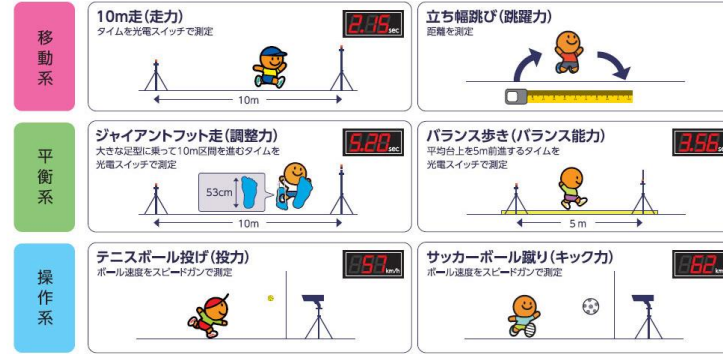 移動系
10m走(走力)
タイムを光電スイッチで測定
2.15sec
10m
立ち幅跳び(跳躍力)
距離を測定
平衡系
ジャイアントフット走(調整力)
大きな足型に乗って10m区間を進むタイムを
光電スイッチで測定
5.20sec
53cm
10m
バランス歩き(バランス能力)
平均台上を5m前進するタイムを
光電スイッチで測定
3.56sec
5m
操作系
テニスボール投げ(投力)
ボール速度をスピードガンで測定
57km/h
サッカーボール蹴り(キック力)
ボール速度をスピードガンで測定
62km